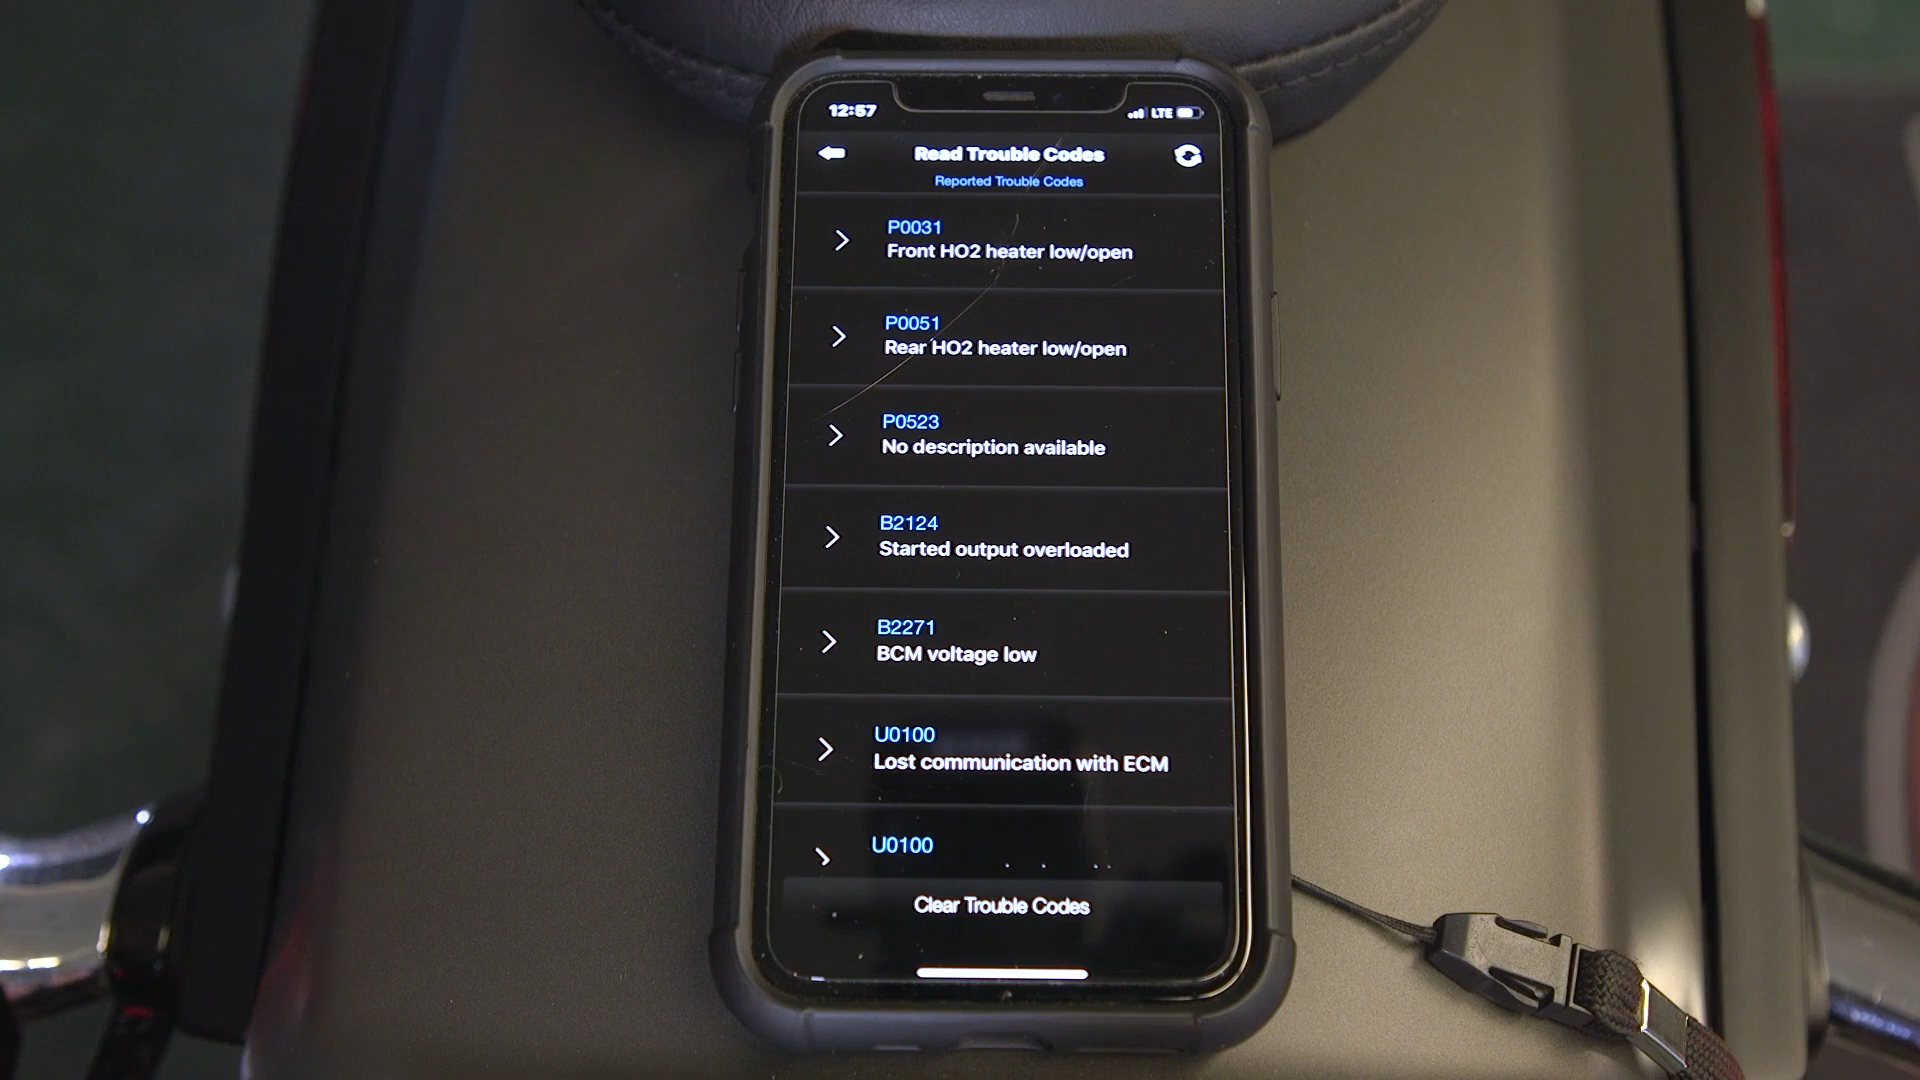 12:57
LTE
Read Trouble Codes
Reported Trouble Codes
P0031
Front HO2 heater low/open
P0051
Rear HO2 heater low/open
P0523
No description available
B2124
Started output overloaded
B2271
BCM voltage low
U0100
Lost communication with ECM
U0100
Clear Trouble Codes